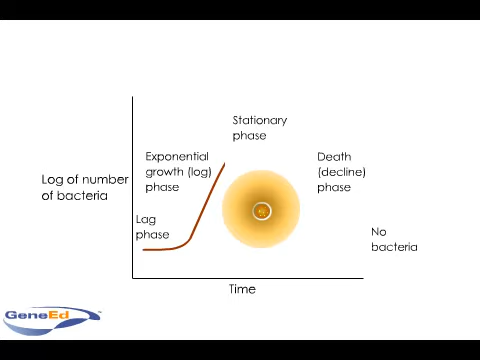 Stationary
phase
Exponential
growth (log)
phase
Death
(decline)
phase
Log of number
of bacteria
Lag
phase
No
bacteria
Time
GeneEd